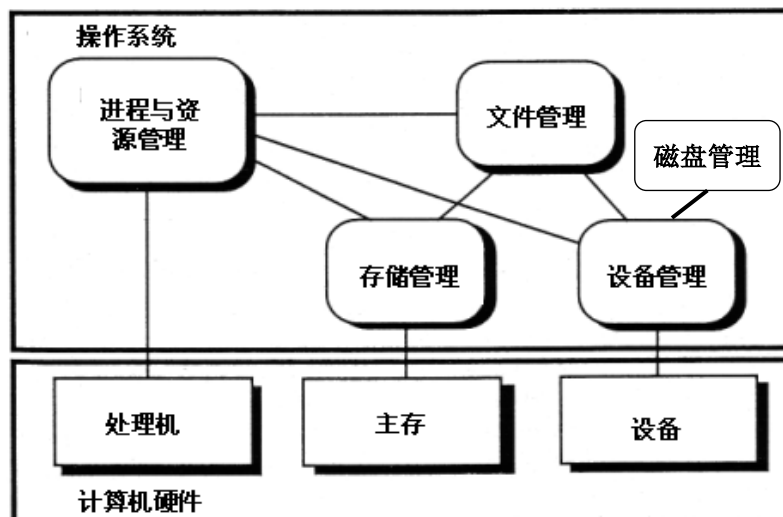 操作系统
进程与资
源管理
文件管理
磁盘管理
存储管理
设备管理
处理机
主存
设备
计算机硬件